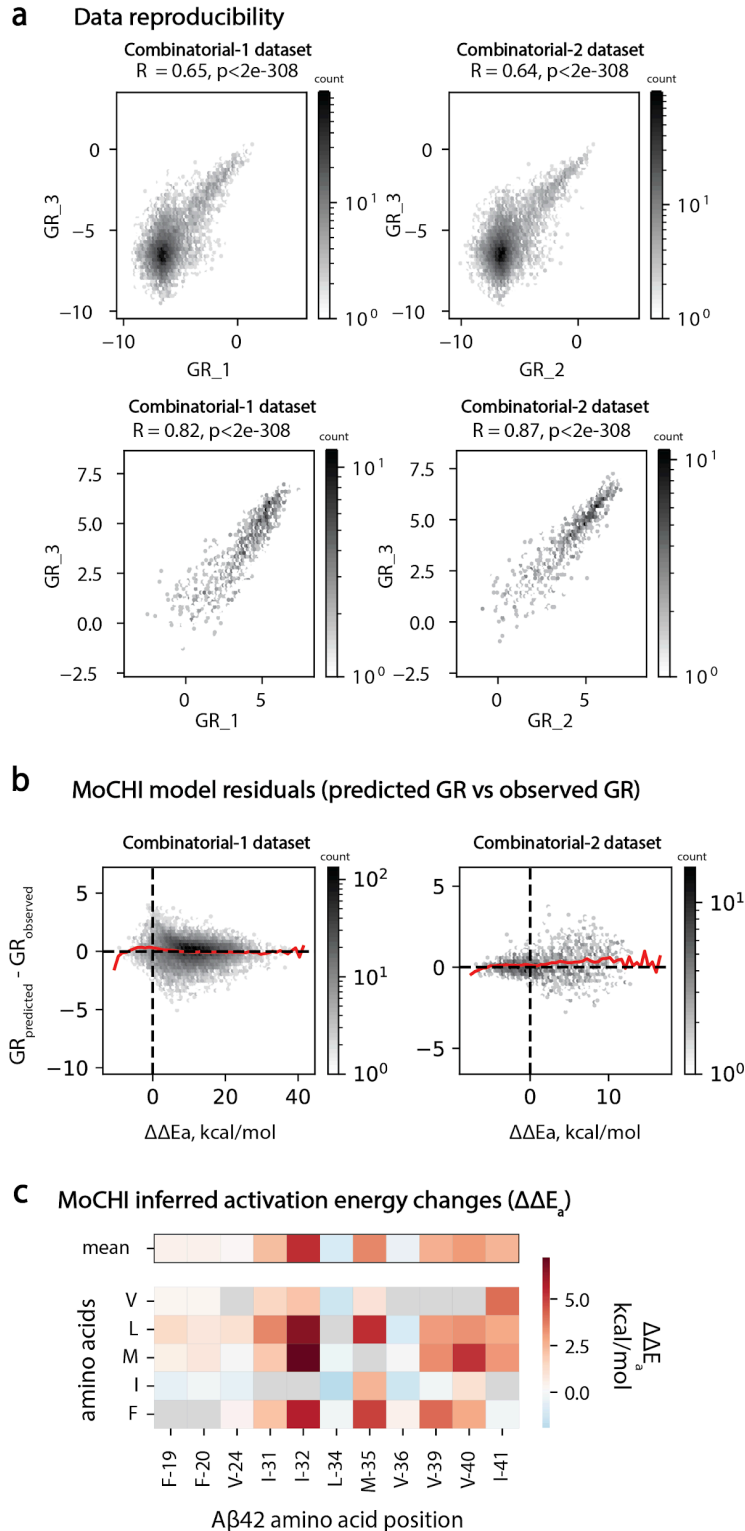 a Data reproducibility
Combinatorial-1 dataset
R = 0.65, p<2e-308
count
GR_3
0
−5
−10
−10
0
GR_1
10^1
10^0
Combinatorial-2 dataset
R = 0.64, p<2e-308
count
GR_3
0
−5
−10
−10
0
GR_2
10^1
10^0
Combinatorial-1 dataset
R = 0.82, p<2e-308
count
GR_3
7.5
5.0
2.5
0.0
−2.5
0
5
GR_1
10^1
10^0
Combinatorial-2 dataset
R = 0.87, p<2e-308
count
GR_3
7.5
5.0
2.5
0.0
−2.5
0
5
GR_2
10^1
10^0
b MoCHI model residuals (predicted GR vs observed GR)
Combinatorial-1 dataset
count
GR_predicted - GR_observed
5
0
−5
−10
0
20
40
ΔΔEa, kcal/mol
10^2
10^1
10^0
Combinatorial-2 dataset
count
5
0
−5
0
10
ΔΔEa, kcal/mol
10^1
10^0
c MoCHI inferred activation energy changes (ΔΔE_a)
mean
amino acids
V
L
M
I
F
F-19
F-20
V-24
I-31
I-32
L-34
M-35
V-36
V-39
V-40
I-41
Aβ42 amino acid position
5.0
2.5
0.0
ΔΔE_a
kcal/mol